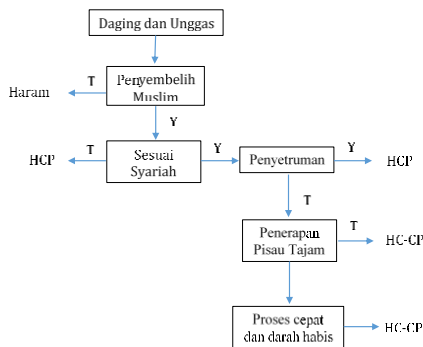 Daging dan Unggas
Haram
T
Penyembelih
Muslim
Y
HCP
T
Sesuai
Syariah
Y
Penyetruman
Y
HCP
T
Penerapan
Pisau Tajam
T
HC-CP
Proses cepat
dan darah habis
HC-CP